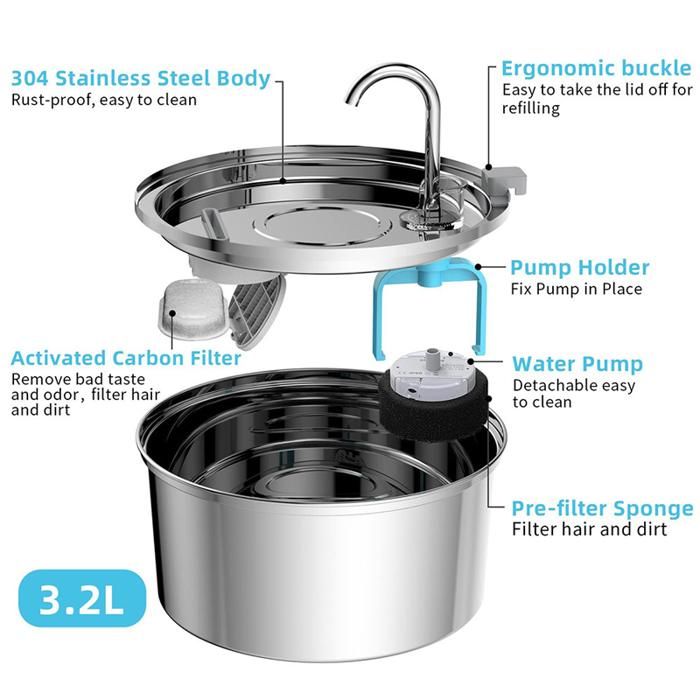 304 Stainless Steel Body
Rust-proof, easy to clean
Ergonomic buckle
Easy to take the lid off for
refilling
Pump Holder
Fix Pump in Place
Activated Carbon Filter
Remove bad taste
and odor, filter hair
and dirt
Water Pump
Detachable easy
to clean
Pre-filter Sponge
Filter hair and dirt
3.2L